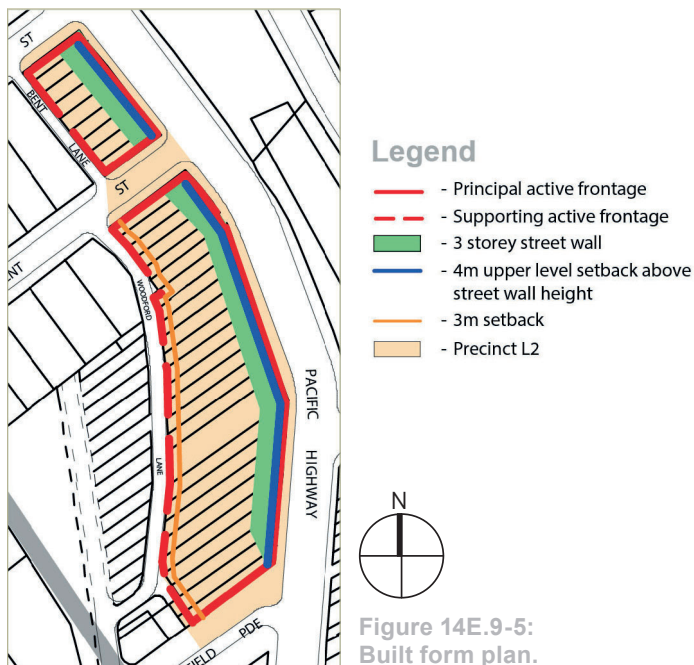 ST
BENT
LANE
ST
ENT
WOODFORD
LANE
PACIFIC
HIGHWAY
FIELD PDE
Legend
- Principal active frontage
- Supporting active frontage
- 3 storey street wall
- 4m upper level setback above
street wall height
- 3m setback
- Precinct L2
N
Figure 14E.9-5:
Built form plan.